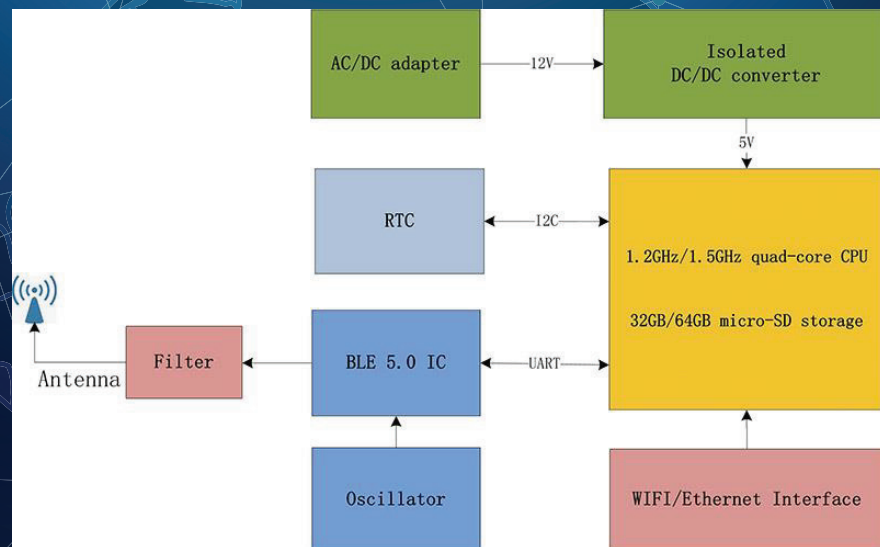 AC/DC adapter
12V
Isolated
DC/DC converter
5V
RTC
I2C
1.2GHz/1.5GHz quad-core CPU
32GB/64GB micro-SD storage
Antenna
Filter
BLE 5.0 IC
UART
Oscillator
WIFI/Ethernet Interface